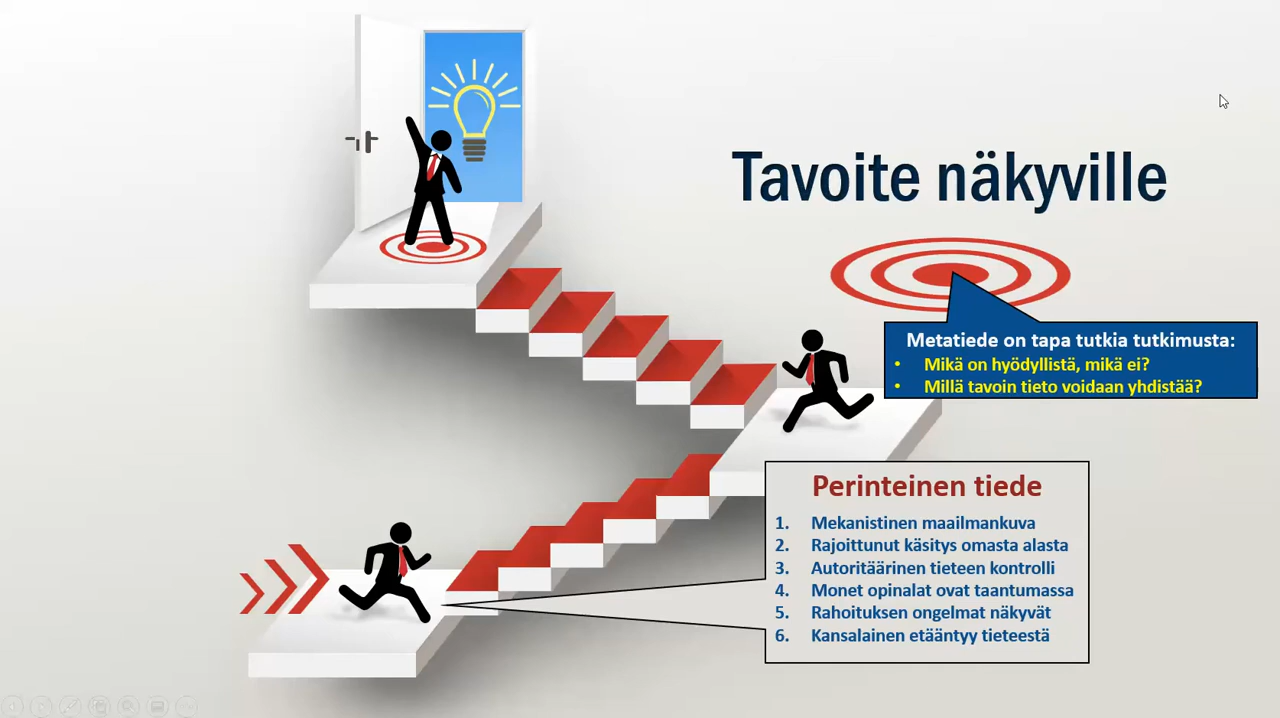 Tavoite näkyville
Metatiede on tapa tutkia tutkimusta:
• Mikä on hyödyllistä, mikä ei?
• Millä tavoin tieto voidaan yhdistää?
Perinteinen tiede
1. Mekanistinen maailmankuva
2. Rajoittunut käsitys omasta alasta
3. Autoritäärinen tieteen kontrolli
4. Monet opinalat ovat taantumassa
5. Rahoituksen ongelmat näkyvät
6. Kansalainen etääntyy tieteestä